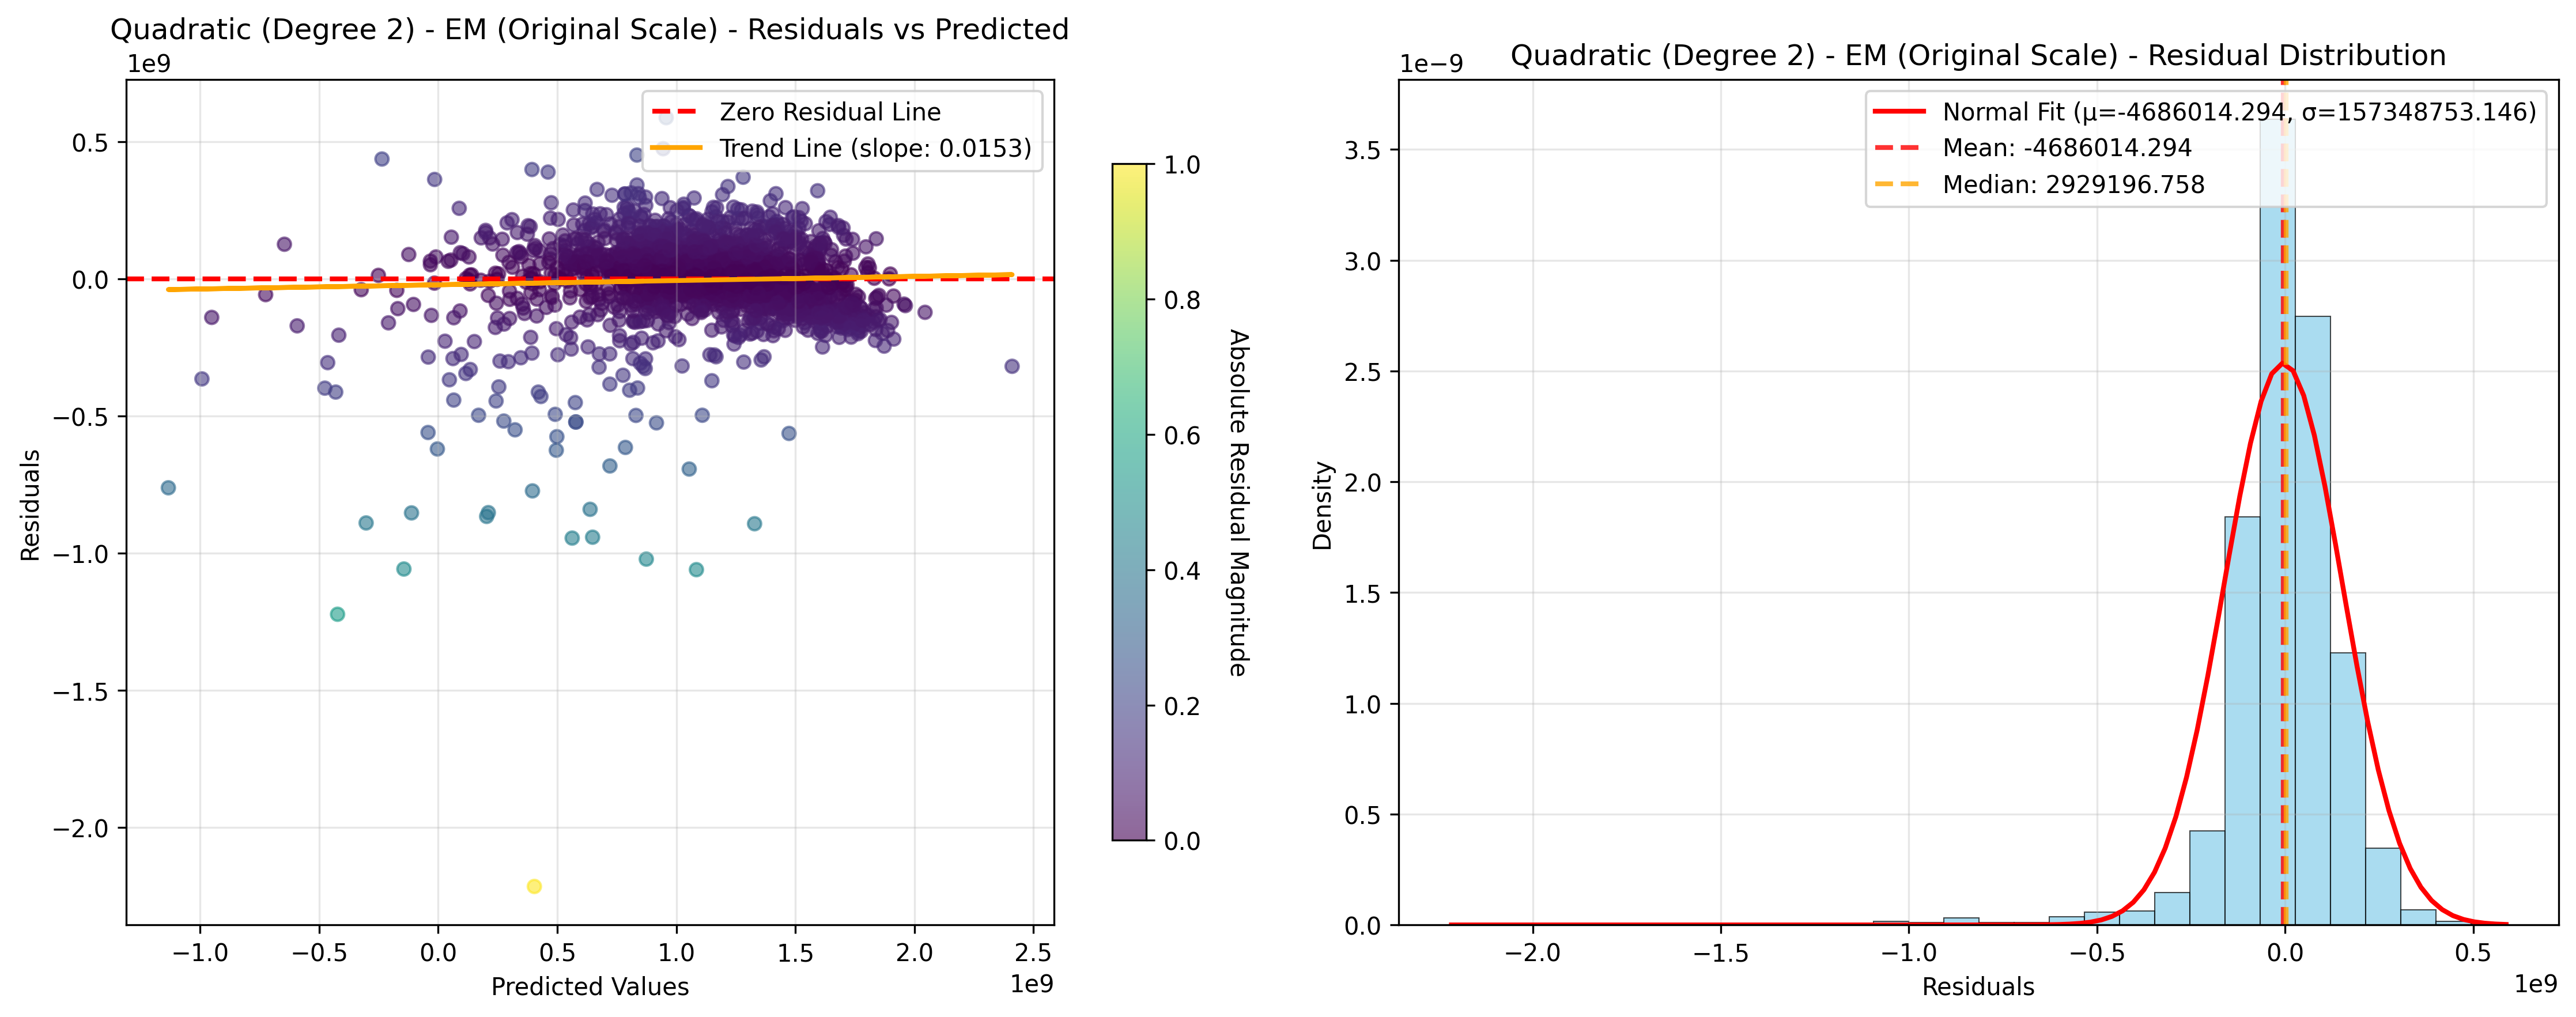 Quadratic (Degree 2) - EM (Original Scale) - Residuals vs Predicted
1e9
Zero Residual Line
Trend Line (slope: 0.0153)
0.5
0.0
−0.5
−1.0
−1.5
−2.0
Residuals
−1.0 −0.5 0.0 0.5 1.0 1.5 2.0
1e9
Predicted Values
1.0
0.8
0.6
0.4
0.2
0.0
Absolute Residual Magnitude
Quadratic (Degree 2) - EM (Original Scale) - Residual Distribution
1e−9
Normal Fit (μ=-4686014.294, σ=157348753.146)
Mean: -4686014.294
Median: 2929196.758
3.5
3.0
2.5
2.0
1.5
1.0
0.5
0.0
Density
−2.0 −1.5 −1.0 −0.5 0.0 0.5
1e9
Residuals